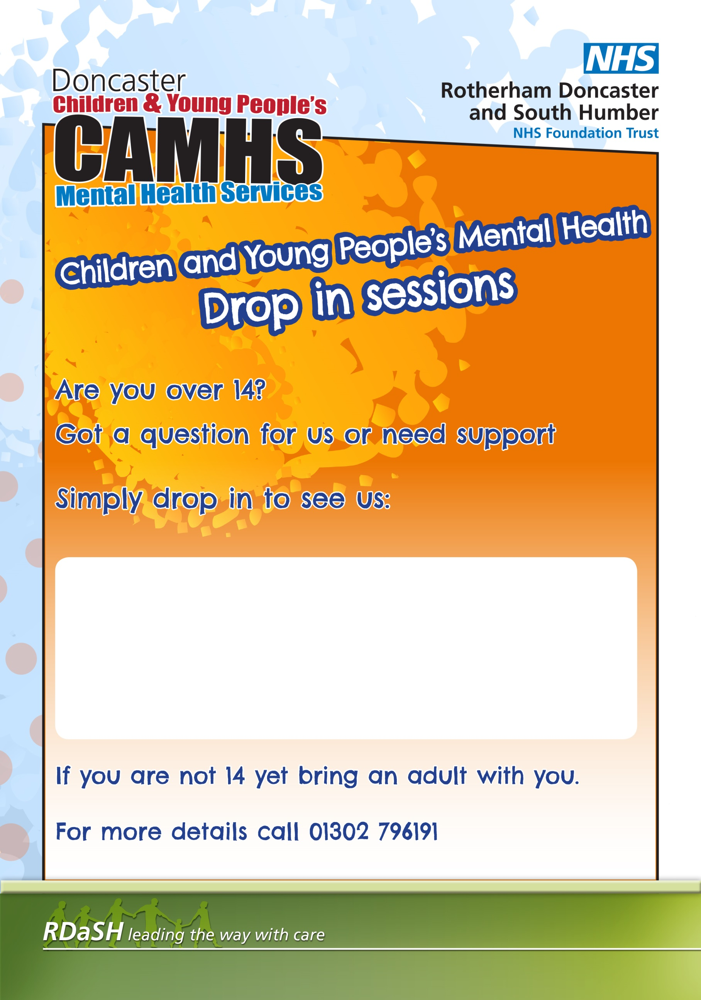 Doncaster
Children & Young People's
CAMHS
Mental Health Services
NHS
Rotherham Doncaster
and South Humber
NHS Foundation Trust
Children and Young People's Mental Health
Drop in sessions
Are you over 14?
Got a question for us or need support
Simply drop in to see us:
If you are not 14 yet bring an adult with you.
For more details call 01302 796191
RDaSH leading the way with care